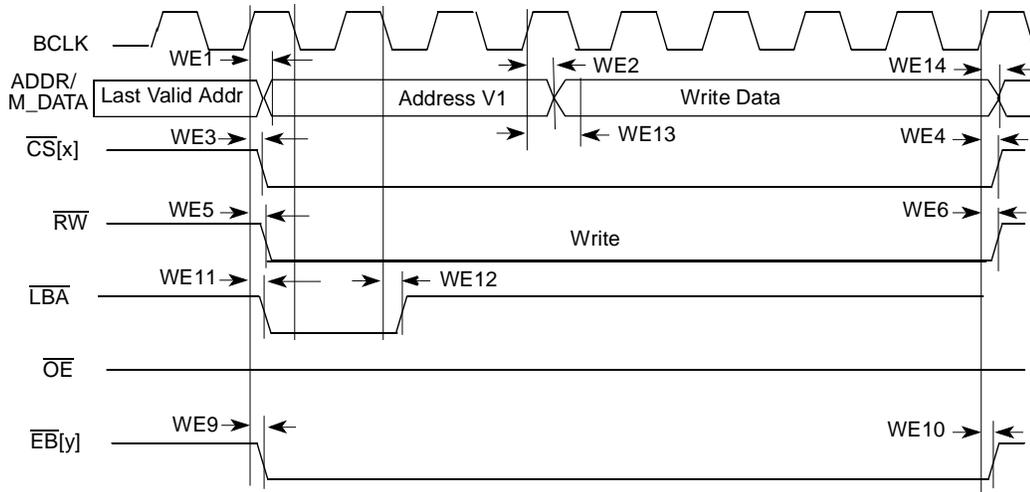 BCLK
WE1 WE2 WE14
ADDR/
M_DATA Last Valid Addr Address V1 Write Data
WE3 WE13 WE4
CS[x]
WE5 WE6
RW
Write
WE11 WE12
LBA
OE
WE9 WE10
EB[y]